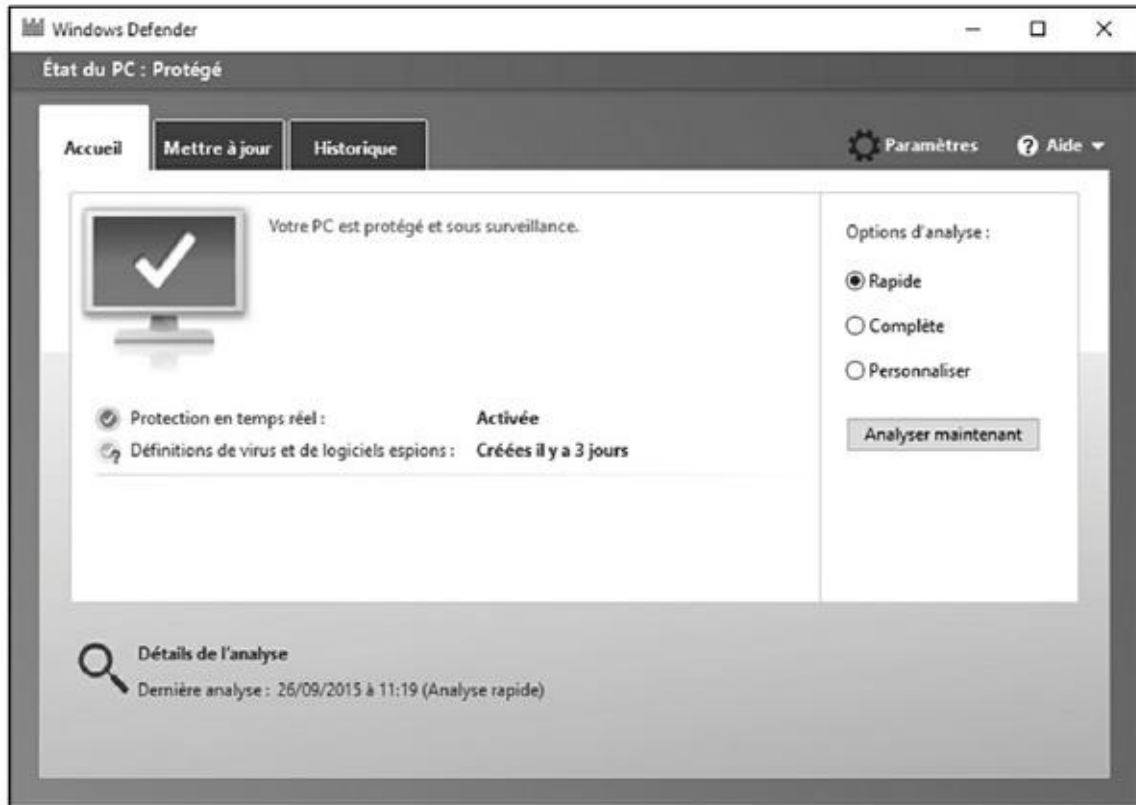 Windows Defender
État du PC : Protégé
Accueil
Mettre à jour
Historique
Paramètres
Aide
Votre PC est protégé et sous surveillance.
Options d'analyse :
Rapide
Complète
Personnaliser
Analyser maintenant
Protection en temps réel : Activée
Définitions de virus et de logiciels espions : Créées il y a 3 jours
Détails de l'analyse
Dernière analyse : 26/09/2015 à 11:19 (Analyse rapide)